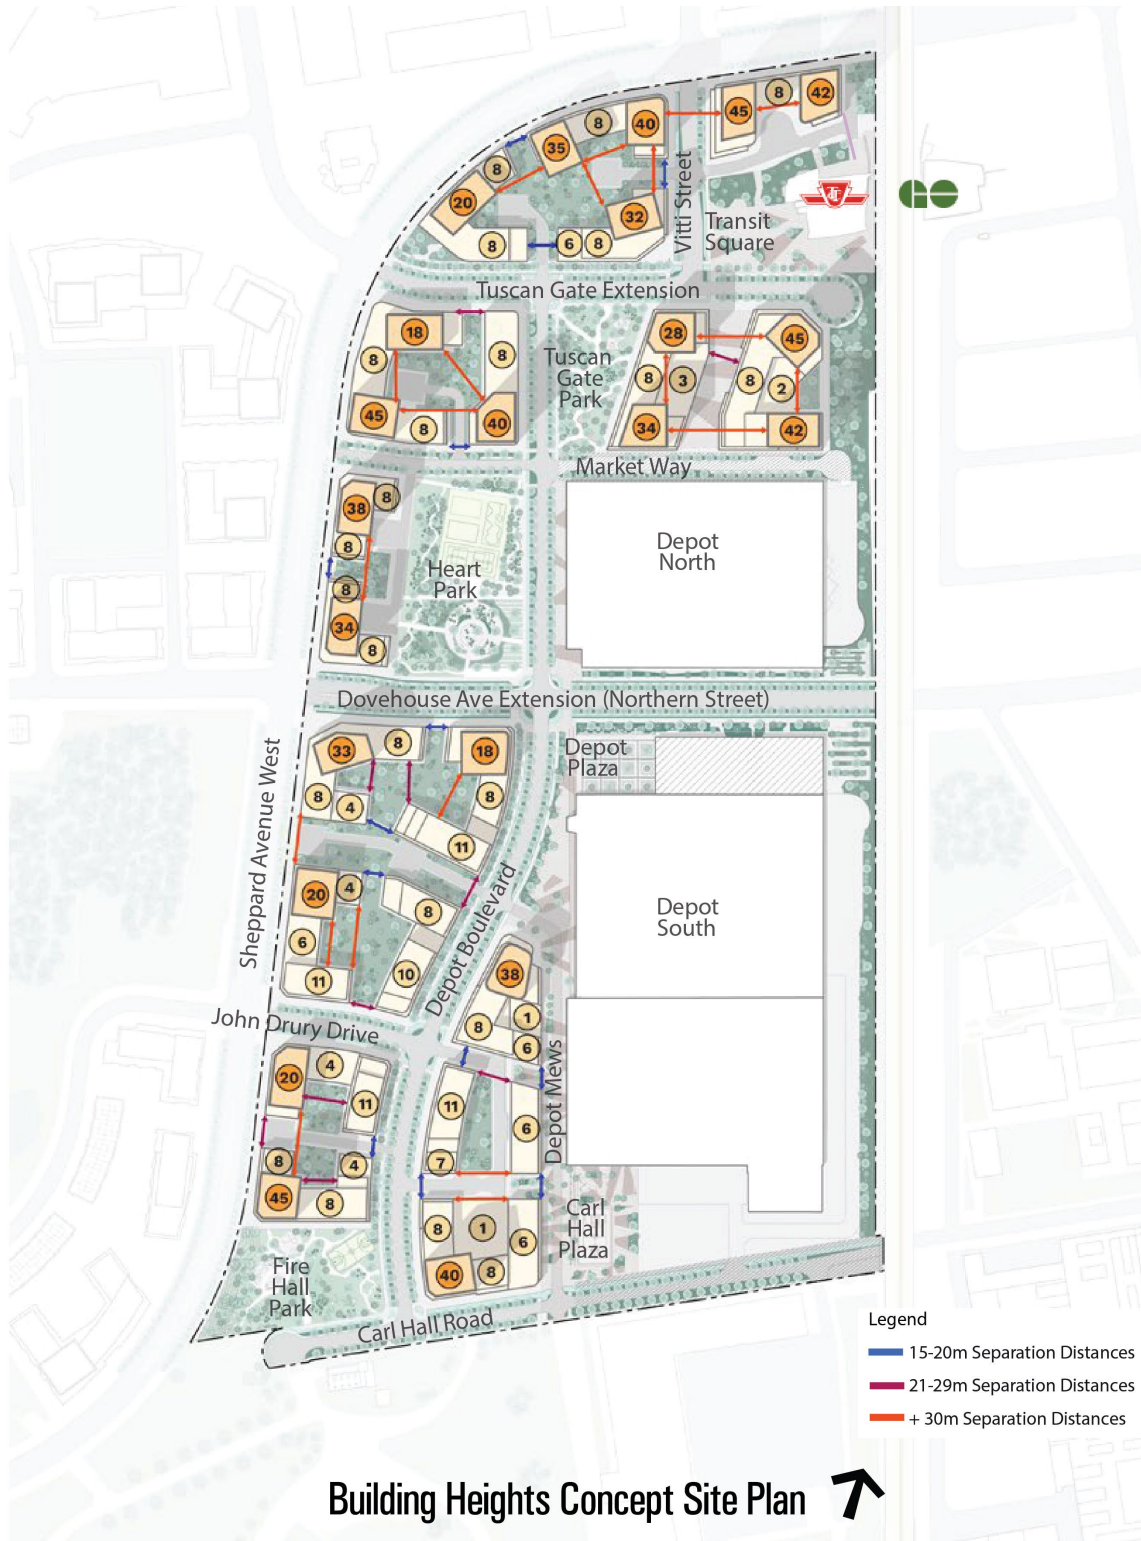 42
8
45
40
8
35
8
20
32
Vitti Street
Transit
Square
8
6
8
Tuscan Gate Extension
18
8
8
45
8
40
Tuscan
Gate
Park
28
45
8
3
8
2
34
42
Market Way
38
8
8
8
34
8
Heart
Park
Depot
North
Dovehouse Ave Extension (Northern Street)
33
8
18
8
4
8
11
Depot
Plaza
Sheppard Avenue West
20
4
8
6
11
10
Depot Boulevard
Depot
South
38
1
8
6
John Drury Drive
20
4
11
8
4
45
8
11
6
7
Depot Mews
8
1
6
40
8
Carl
Hall
Plaza
Fire
Hall
Park
Carl Hall Road
Legend
15-20m Separation Distances
21-29m Separation Distances
+ 30m Separation Distances
Building Heights Concept Site Plan
TTC
GO